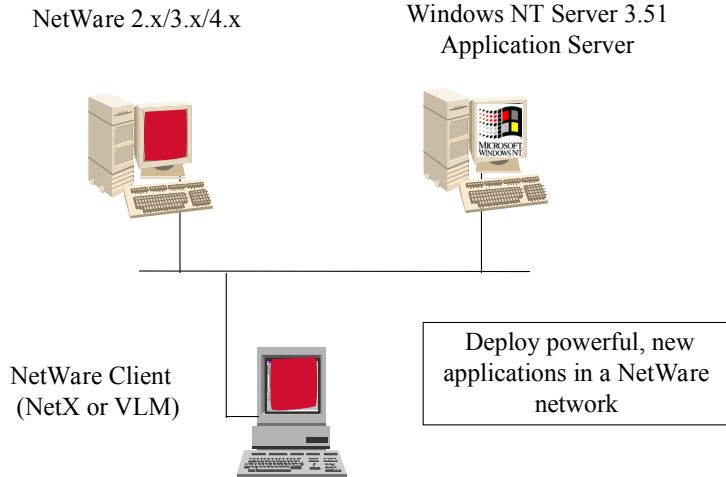 NetWare 2.x/3.x/4.x
Windows NT Server 3.51
Application Server
MICROSOFT
WINDOWS NT.
NetWare Client
(NetX or VLM)
Deploy powerful, new
applications in a NetWare
network